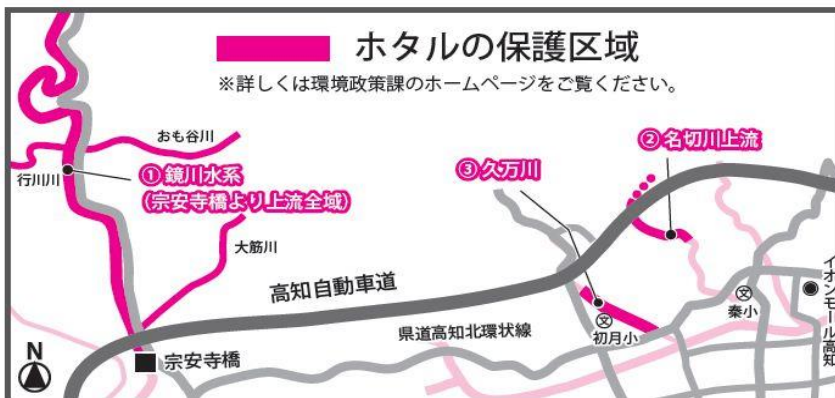 ホタルの保護区域
※詳しくは環境政策課のホームページをご覧ください。
おも谷川
行川川
①鏡川水系
(宗安寺橋より上流全域)
②名切川上流
③久万川
大筋川
高知自動車道
県道高知北環状線
文
初月小
文
秦小
イオンモール高知
N
宗安寺橋